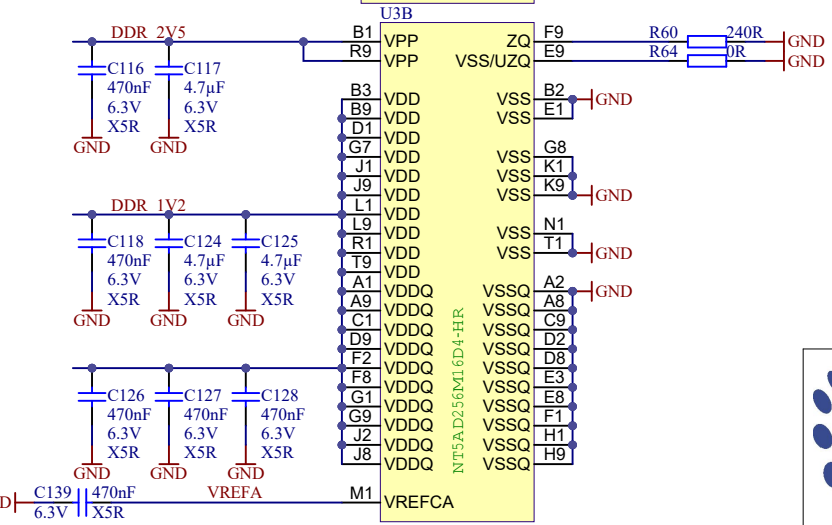 U3B
DDR_2V5
B1 VPP
R9 VPP
ZQ F9
VSS/UZQ E9
R60 240R GND
R64 0R GND
C116
470nF
6.3V
X5R
GND
C117
4.7µF
6.3V
X5R
GND
B3 VDD
B9 VDD
D1 VDD
G7 VDD
J1 VDD
J9 VDD
L1 VDD
L9 VDD
R1 VDD
T9 VDD
A1 VDDQ
A9 VDDQ
C1 VDDQ
D9 VDDQ
F2 VDDQ
F8 VDDQ
G1 VDDQ
G9 VDDQ
J2 VDDQ
J8 VDDQ
M1 VREFCA
VSS B2 GND
VSS E1
VSS G8
VSS K1
VSS K9 GND
VSS N1
VSS T1 GND
VSSQ A2 GND
VSSQ A8
VSSQ C9
VSSQ D2
VSSQ D8
VSSQ E3
VSSQ E8
VSSQ F1
VSSQ H1
VSSQ H9
NT5AD256M16D4-HR
DDR_1V2
C118
470nF
6.3V
X5R
GND
C124
4.7µF
6.3V
X5R
GND
C125
4.7µF
6.3V
X5R
GND
C126
470nF
6.3V
X5R
GND
C127
470nF
6.3V
X5R
GND
C128
470nF
6.3V
X5R
GND
D
C139 470nF
6.3V X5R
VREFA